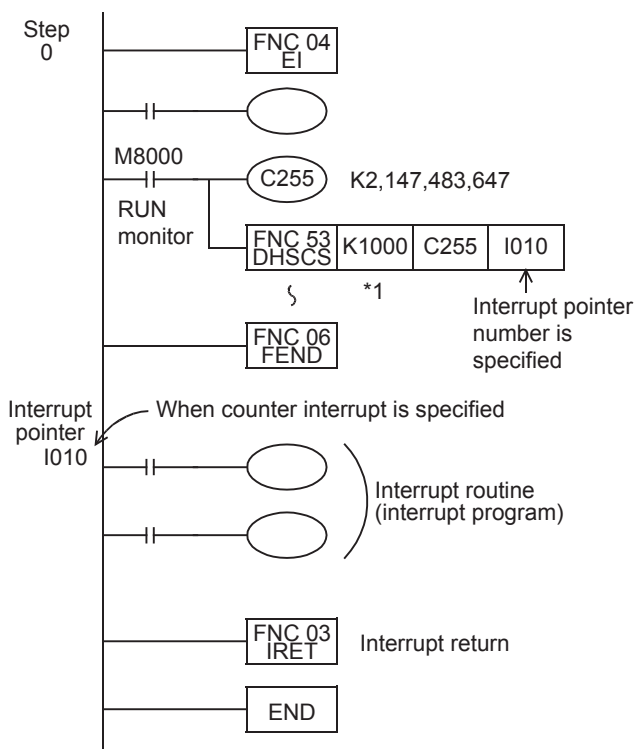 Step
0
FNC 04
EI
M8000
RUN
monitor
C255
K2,147,483,647
FNC 53
DHSCS
K1000
C255
I010
*1
Interrupt pointer
number is
specified
FNC 06
FEND
Interrupt
pointer
I010
When counter interrupt is specified
Interrupt routine
(interrupt program)
FNC 03
IRET
Interrupt return
END